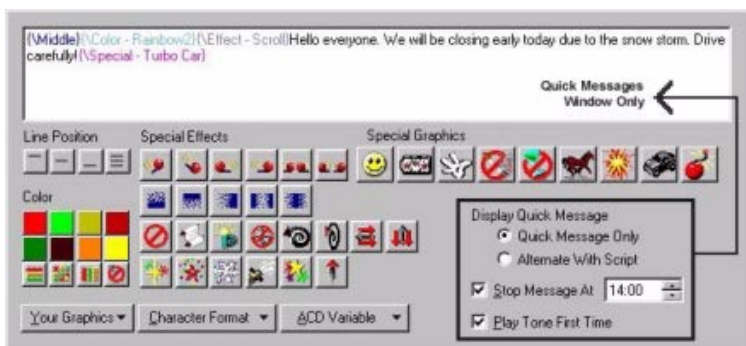 {\Middle}{\Color - Rainbow2}{\Effect - Scroll}Hello everyone. We will be closing early today due to the snow storm. Drive
carefully!{\Special - Turbo Car}
Quick Messages
Window Only
Line Position
Special Effects
Special Graphics
Color
Display Quick Message
Quick Message Only
Alternate With Script
Stop Message At 14:00
Play Tone First Time
Your Graphics
Character Format
ACD Variable